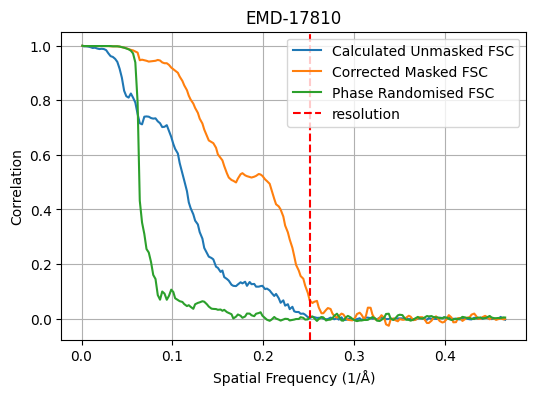 EMD-17810
Correlation
1.0
0.8
0.6
0.4
0.2
0.0
Calculated Unmasked FSC
Corrected Masked FSC
Phase Randomised FSC
resolution
0.0 0.1 0.2 0.3 0.4
Spatial Frequency (1/Å)